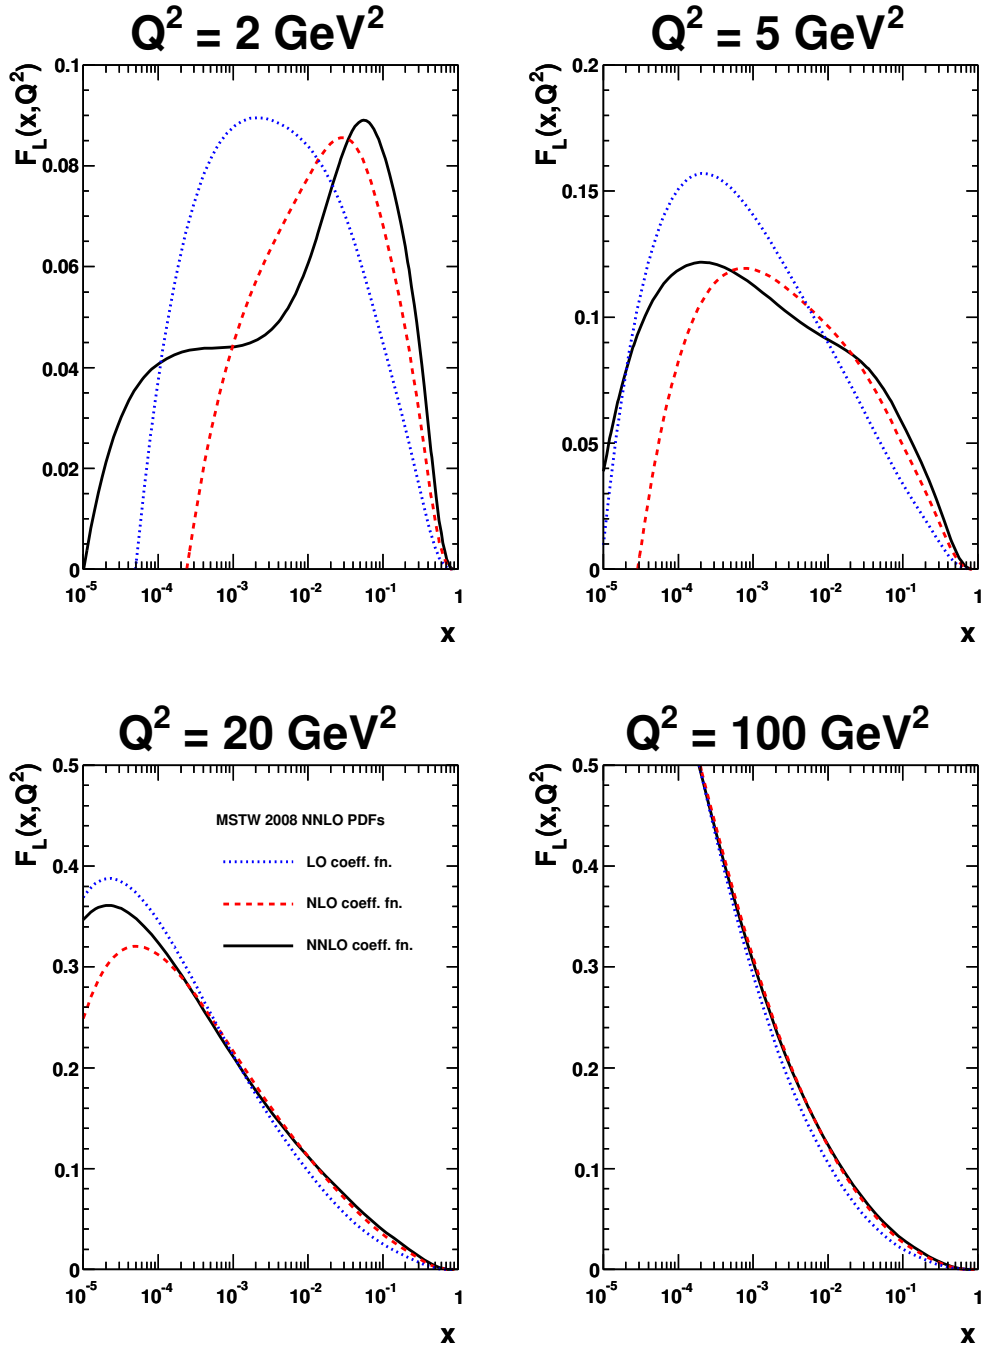 Q² = 2 GeV²
F_L(x,Q²)
0.1
0.08
0.06
0.04
0.02
0
10⁻⁵ 10⁻⁴ 10⁻³ 10⁻² 10⁻¹ 1
x
Q² = 5 GeV²
F_L(x,Q²)
0.2
0.15
0.1
0.05
0
10⁻⁵ 10⁻⁴ 10⁻³ 10⁻² 10⁻¹ 1
x
Q² = 20 GeV²
F_L(x,Q²)
0.5
0.4
0.3
0.2
0.1
0
MSTW 2008 NNLO PDFs
LO coeff. fn.
NLO coeff. fn.
NNLO coeff. fn.
10⁻⁵ 10⁻⁴ 10⁻³ 10⁻² 10⁻¹ 1
x
Q² = 100 GeV²
F_L(x,Q²)
0.5
0.4
0.3
0.2
0.1
0
10⁻⁵ 10⁻⁴ 10⁻³ 10⁻² 10⁻¹ 1
x